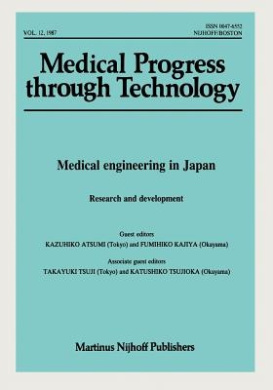 VOL. 12, 1987
ISSN 0047-6552
NIJHOFF/BOSTON
Medical Progress
through Technology
Medical engineering in Japan
Research and development
Guest editors
KAZUHIKO ATSUMI (Tokyo) and FUMIHIKO KAJIYA (Okayama)
Associate guest editors
TAKAYUKI TSUJI (Tokyo) and KATUSHIKO TSUJIOKA (Okayama)
Martinus Nijhoff Publishers